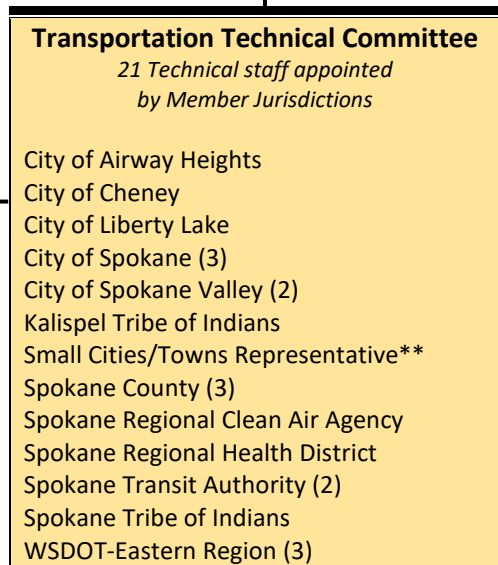 Transportation Technical Committee
21 Technical staff appointed
by Member Jurisdictions
City of Airway Heights
City of Cheney
City of Liberty Lake
City of Spokane (3)
City of Spokane Valley (2)
Kalispel Tribe of Indians
Small Cities/Towns Representative**
Spokane County (3)
Spokane Regional Clean Air Agency
Spokane Regional Health District
Spokane Transit Authority (2)
Spokane Tribe of Indians
WSDOT-Eastern Region (3)